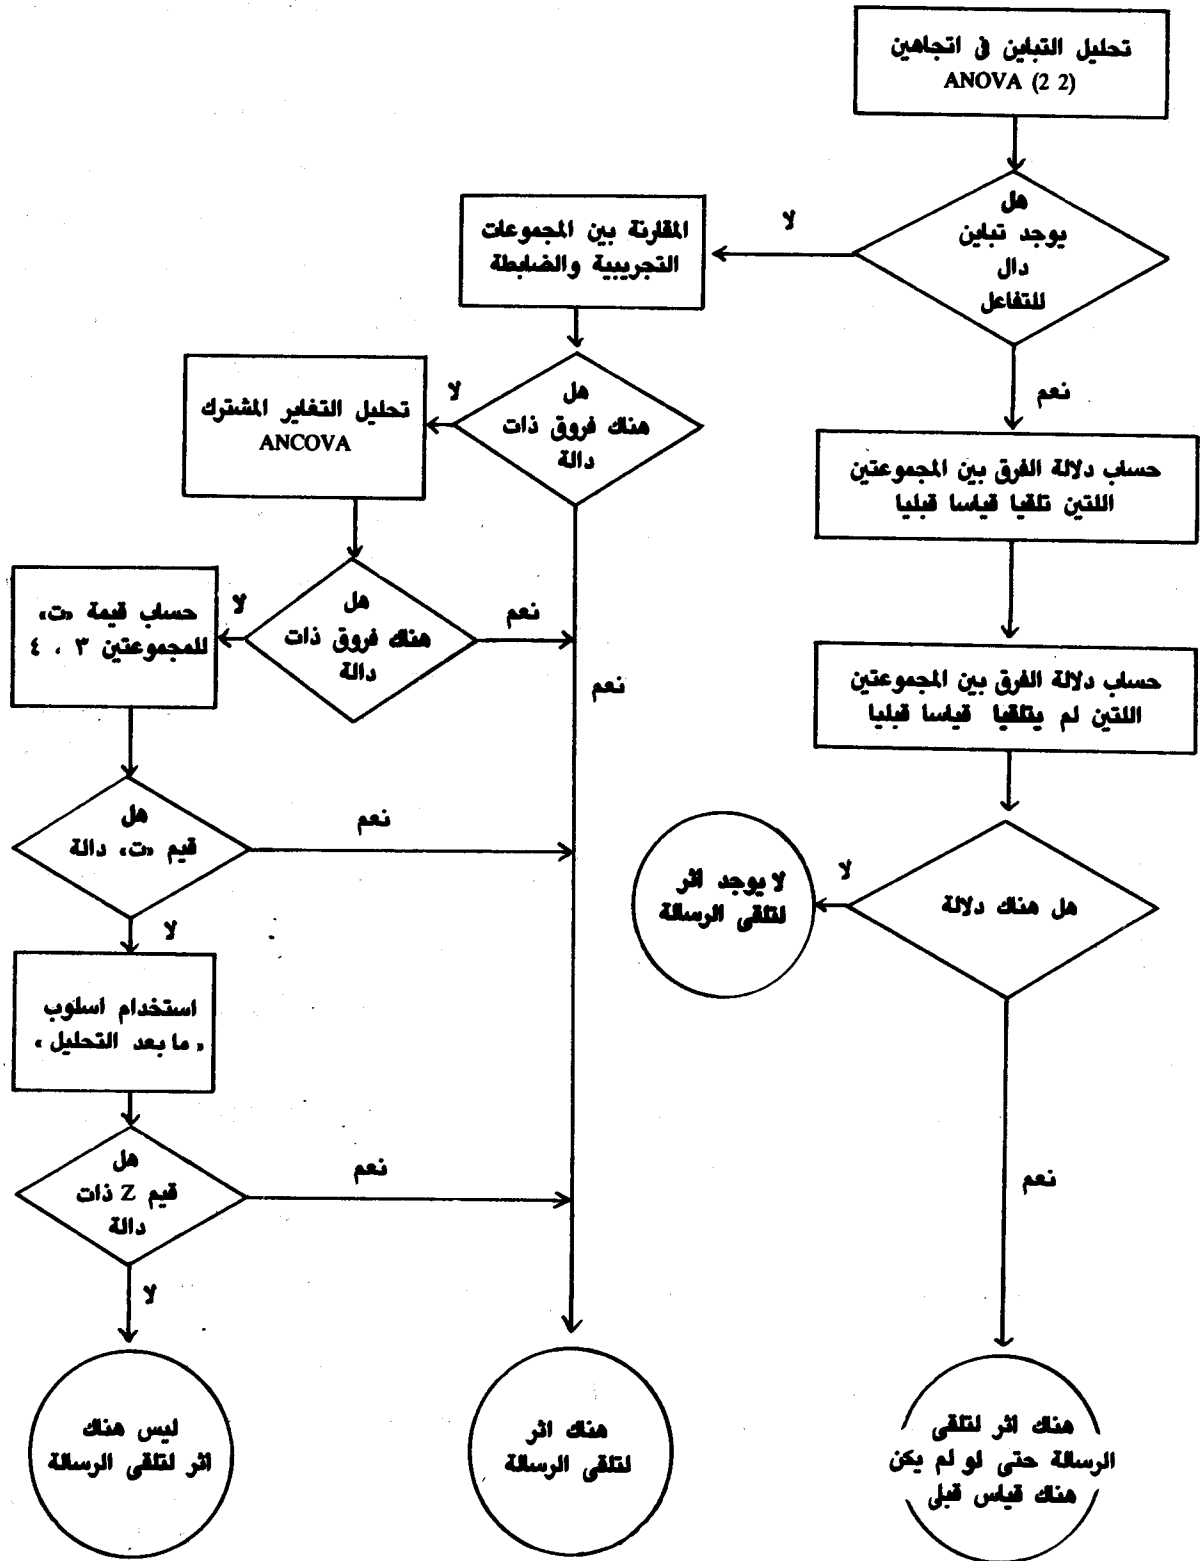 تحليل التباين في اتجاهين
ANOVA (2 2)
هل
يوجد تباين
دال
للتفاعل
لا
المقارنة بين المجموعات
التجريبية والضابطة
نعم
هل
هناك فروق ذات
دالة
لا
تحليل التغاير المشترك
ANCOVA
حساب دلالة الفرق بين المجموعتين
اللتين تلقيا قياسا قبليا
هل
هناك فروق ذات
دالة
نعم
لا
حساب قيمة «ت»
للمجموعتين ٣ ، ٤
نعم
حساب دلالة الفرق بين المجموعتين
اللتين لم يتلقيا قياسا قبليا
هل
قيم «ت» دالة
نعم
لا
هل هناك دلالة
لا
لا يوجد اثر
لتلقى الرسالة
استخدام اسلوب
« ما بعد التحليل »
هل
قيم Z ذات
دالة
نعم
نعم
لا
هناك اثر لتلقى
الرسالة حتى لو لم يكن
هناك قياس قبلى
هناك اثر
لتلقى الرسالة
ليس هناك
اثر لتلقى الرسالة